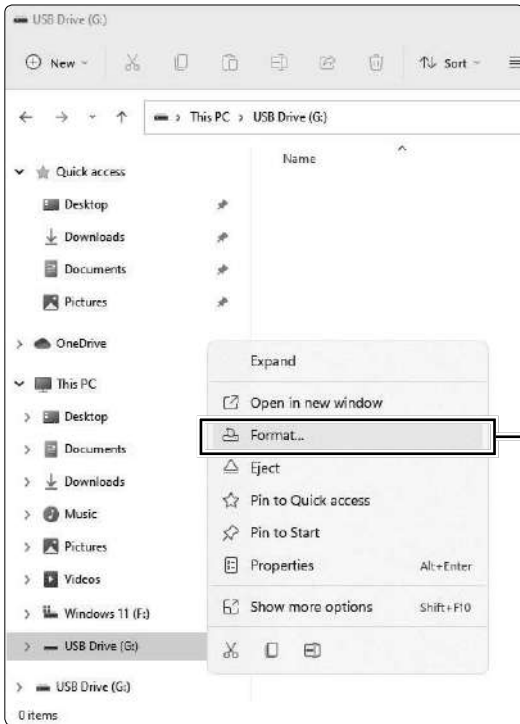 USB Drive (G:)
New
Sort
This PC > USB Drive (G:)
Name
Quick access
Desktop
Downloads
Documents
Pictures
OneDrive
This PC
Desktop
Documents
Downloads
Music
Pictures
Videos
Windows 11 (F:)
USB Drive (G:)
USB Drive (G:)
0 items
Expand
Open in new window
Format...
Eject
Pin to Quick access
Pin to Start
Properties Alt+Enter
Show more options Shift+F10